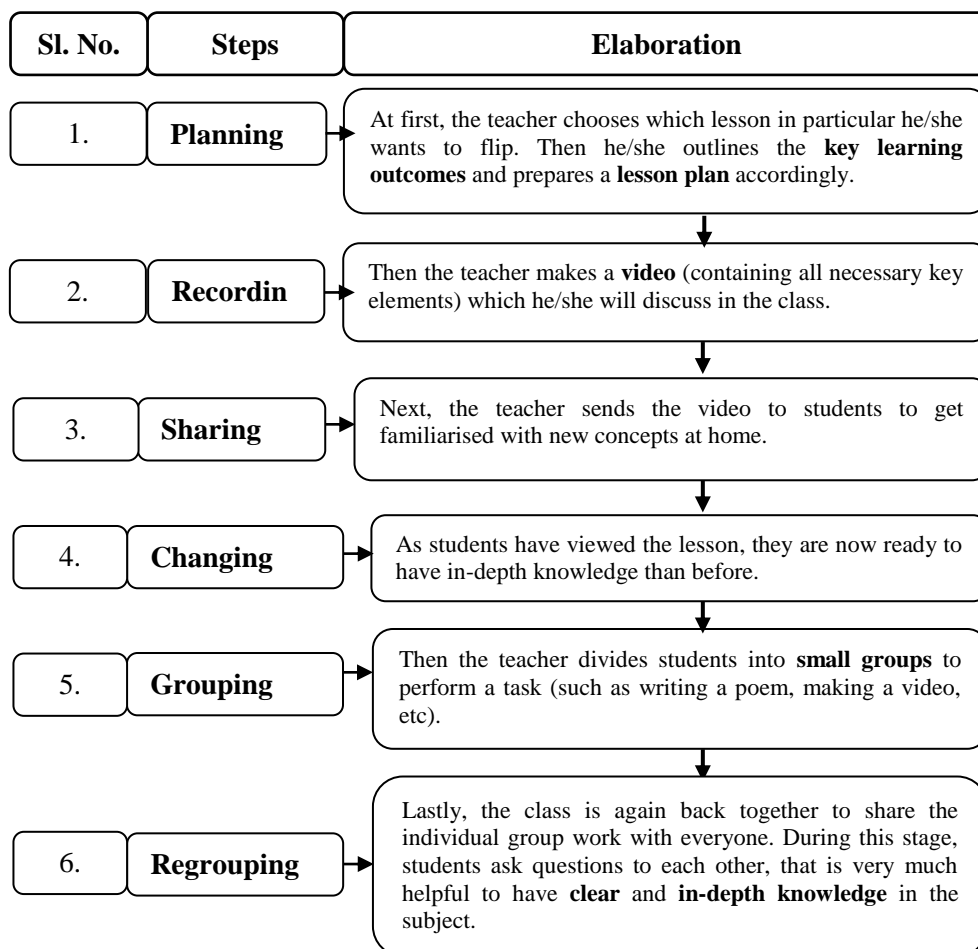 Sl. No. Steps Elaboration
1. Planning
At first, the teacher chooses which lesson in particular he/she
wants to flip. Then he/she outlines the key learning
outcomes and prepares a lesson plan accordingly.
2. Recordin
Then the teacher makes a video (containing all necessary key
elements) which he/she will discuss in the class.
3. Sharing
Next, the teacher sends the video to students to get
familiarised with new concepts at home.
4. Changing
As students have viewed the lesson, they are now ready to
have in-depth knowledge than before.
5. Grouping
Then the teacher divides students into small groups to
perform a task (such as writing a poem, making a video,
etc).
6. Regrouping
Lastly, the class is again back together to share the
individual group work with everyone. During this stage,
students ask questions to each other, that is very much
helpful to have clear and in-depth knowledge in the
subject.